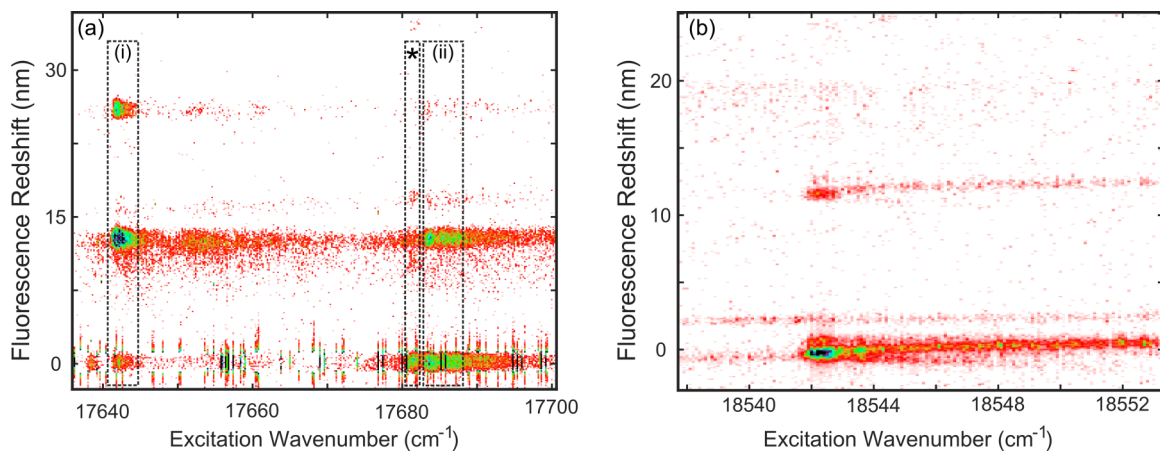 (a)
(i)
*
(ii)
30
15
0
Fluorescence Redshift (nm)
17640
17660
17680
17700
Excitation Wavenumber (cm⁻¹)
(b)
20
10
0
Fluorescence Redshift (nm)
18540
18544
18548
18552
Excitation Wavenumber (cm⁻¹)